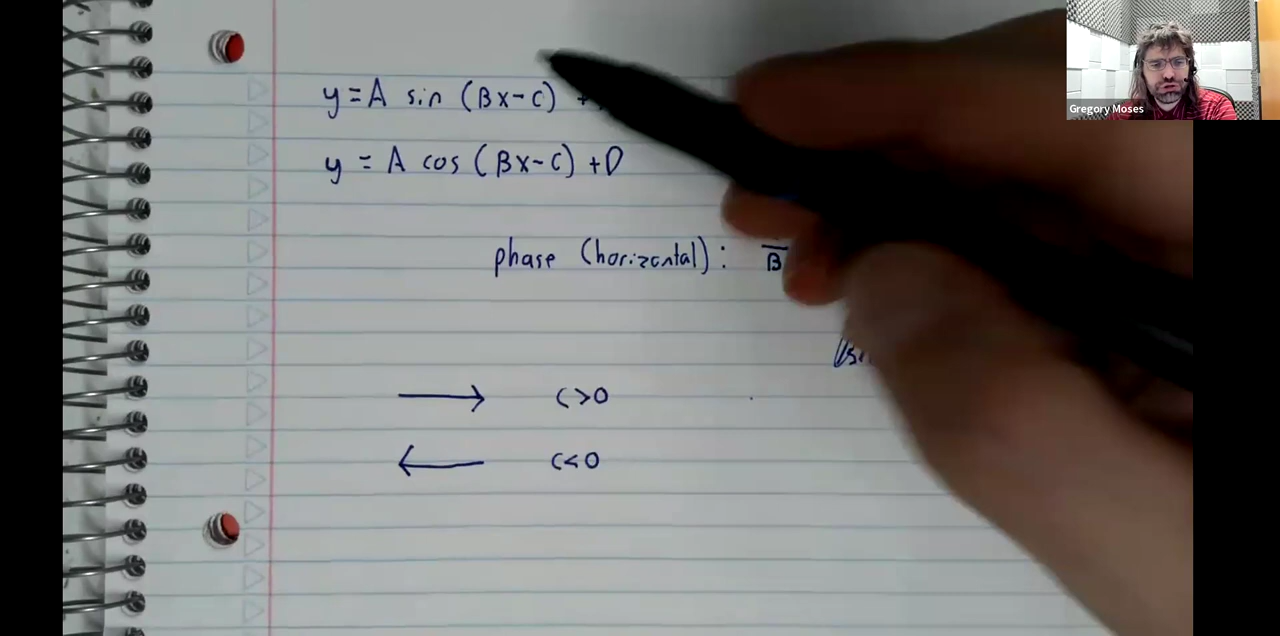 Gregory Moses
y = A sin (Bx-C) +
y = A cos (Bx-C) + D
phase (horizontal): — B
C>0
C<0